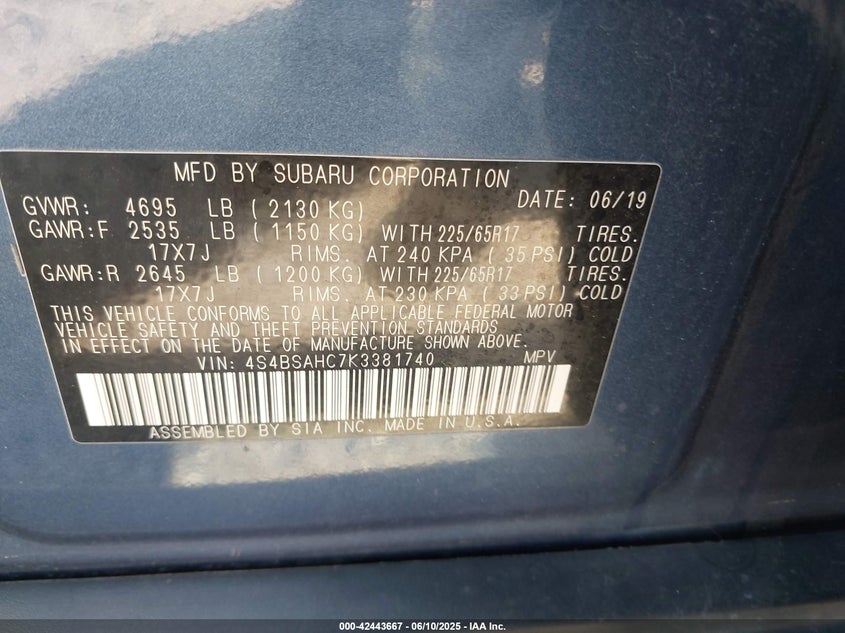 MFD BY SUBARU CORPORATION
GVWR: 4695 LB ( 2130 KG) DATE: 06/19
GAWR:F 2535 LB ( 1150 KG) WITH 225/65R17 TIRES.
17X7J RIMS. AT 240 KPA ( 35 PSI) COLD
GAWR:R 2645 LB ( 1200 KG) WITH 225/65R17 TIRES.
17X7J RIMS. AT 230 KPA ( 33 PSI) COLD
THIS VEHICLE CONFORMS TO ALL APPLICABLE FEDERAL MOTOR
VEHICLE SAFETY AND THEFT PREVENTION STANDARDS
IN EFFECT ON THE DATE OF MANUFACTURE SHOWN ABOVE.
VIN: 4S4BSAHC7K3381740 MPV
ASSEMBLED BY SIA INC. MADE IN U.S.A.
000-42443667 - 06/10/2025 - IAA Inc.